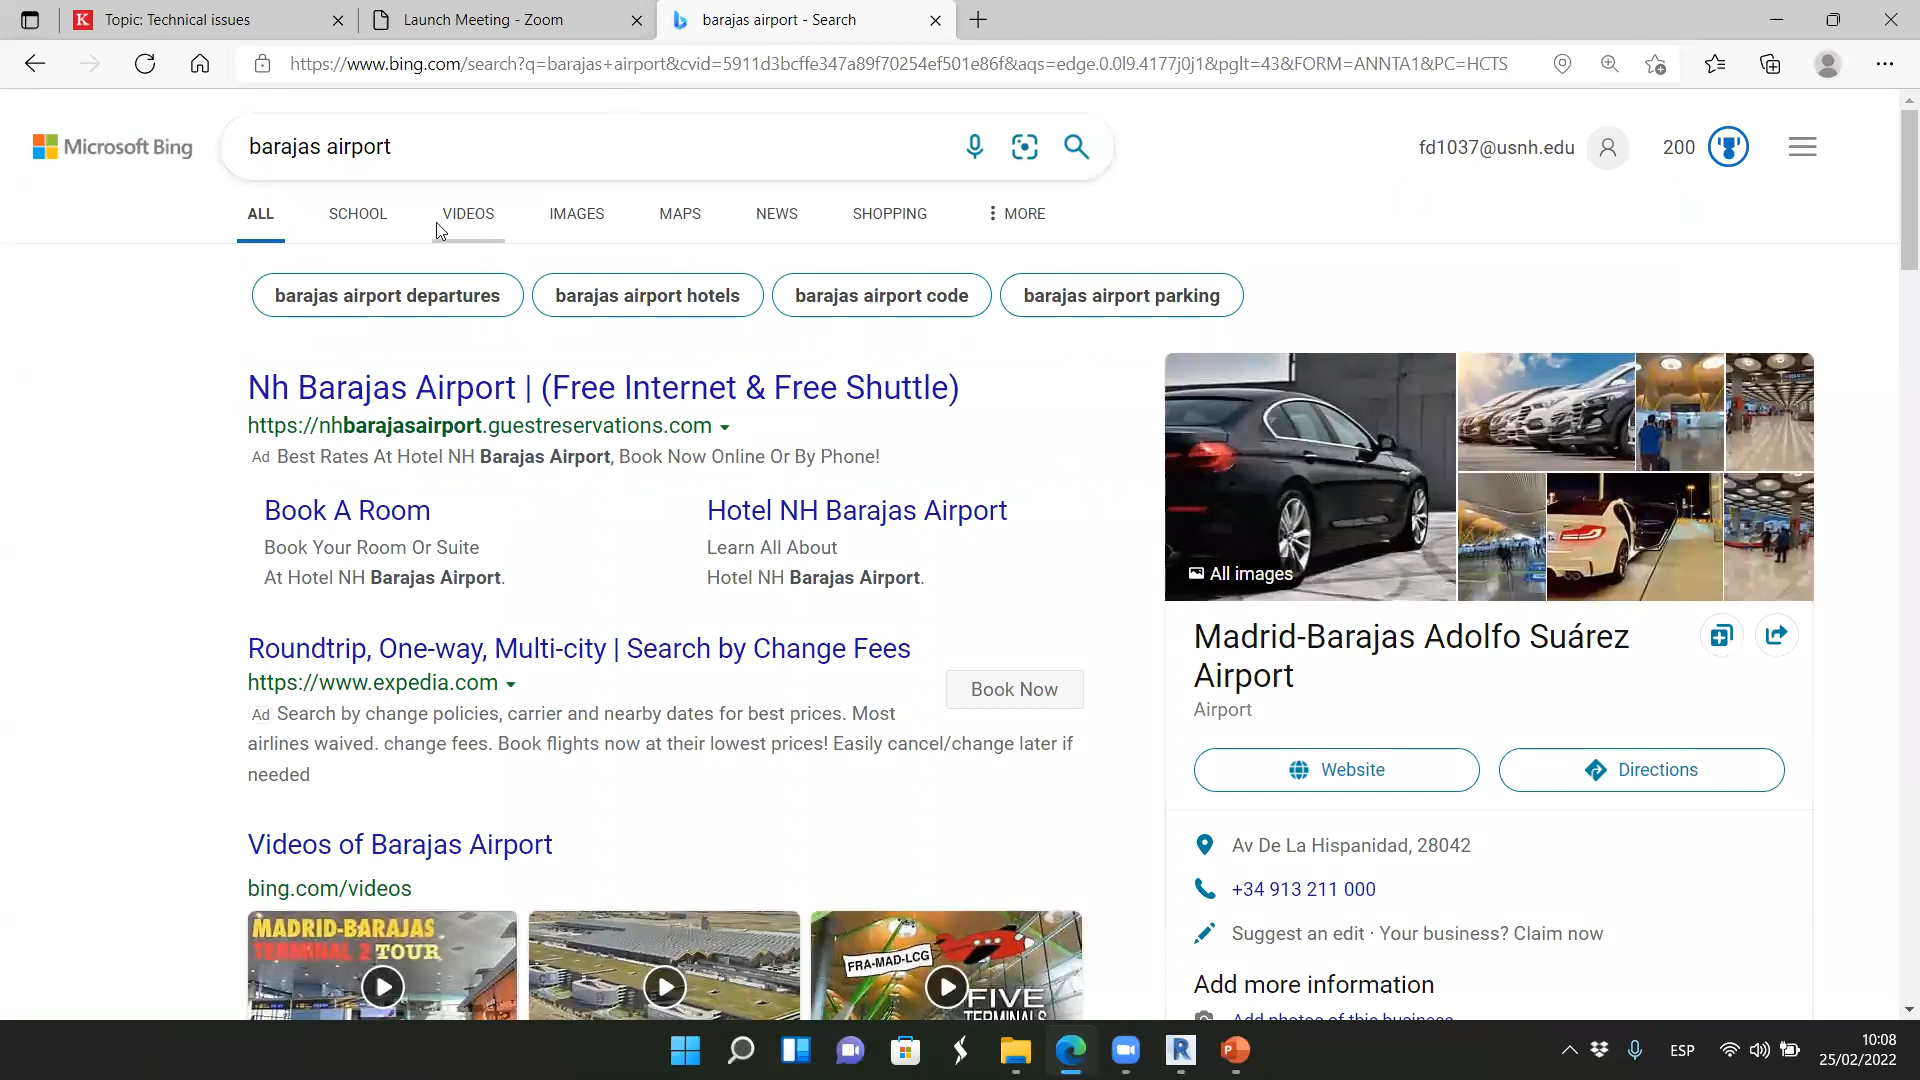 Topic: Technical issues
Launch Meeting - Zoom
barajas airport - Search
https://www.bing.com/search?q=barajas+airport&cvid=5911d3bcffe347a89f70254ef501e86f&aqs=edge.0.0l9.4177j0j1&pglt=43&FORM=ANNTA1&PC=HCTS
Microsoft Bing
barajas airport
fd1037@usnh.edu
200
ALL
SCHOOL
VIDEOS
IMAGES
MAPS
NEWS
SHOPPING
MORE
barajas airport departures
barajas airport hotels
barajas airport code
barajas airport parking
Nh Barajas Airport | (Free Internet & Free Shuttle)
https://nhbarajasairport.guestreservations.com
Ad Best Rates At Hotel NH Barajas Airport, Book Now Online Or By Phone!
Book A Room
Book Your Room Or Suite
At Hotel NH Barajas Airport.
Hotel NH Barajas Airport
Learn All About
Hotel NH Barajas Airport.
Roundtrip, One-way, Multi-city | Search by Change Fees
https://www.expedia.com
Ad Search by change policies, carrier and nearby dates for best prices. Most
airlines waived. change fees. Book flights now at their lowest prices! Easily cancel/change later if
needed
Book Now
Videos of Barajas Airport
bing.com/videos
MADRID-BARAJAS
TERMINAL 2 TOUR
FRA-MAD-LCG
FIVE
TERMINALS
All images
Madrid-Barajas Adolfo Suárez
Airport
Airport
Website
Directions
Av De La Hispanidad, 28042
+34 913 211 000
Suggest an edit · Your business? Claim now
Add more information
Add photos of this business
ESP
10:08
25/02/2022